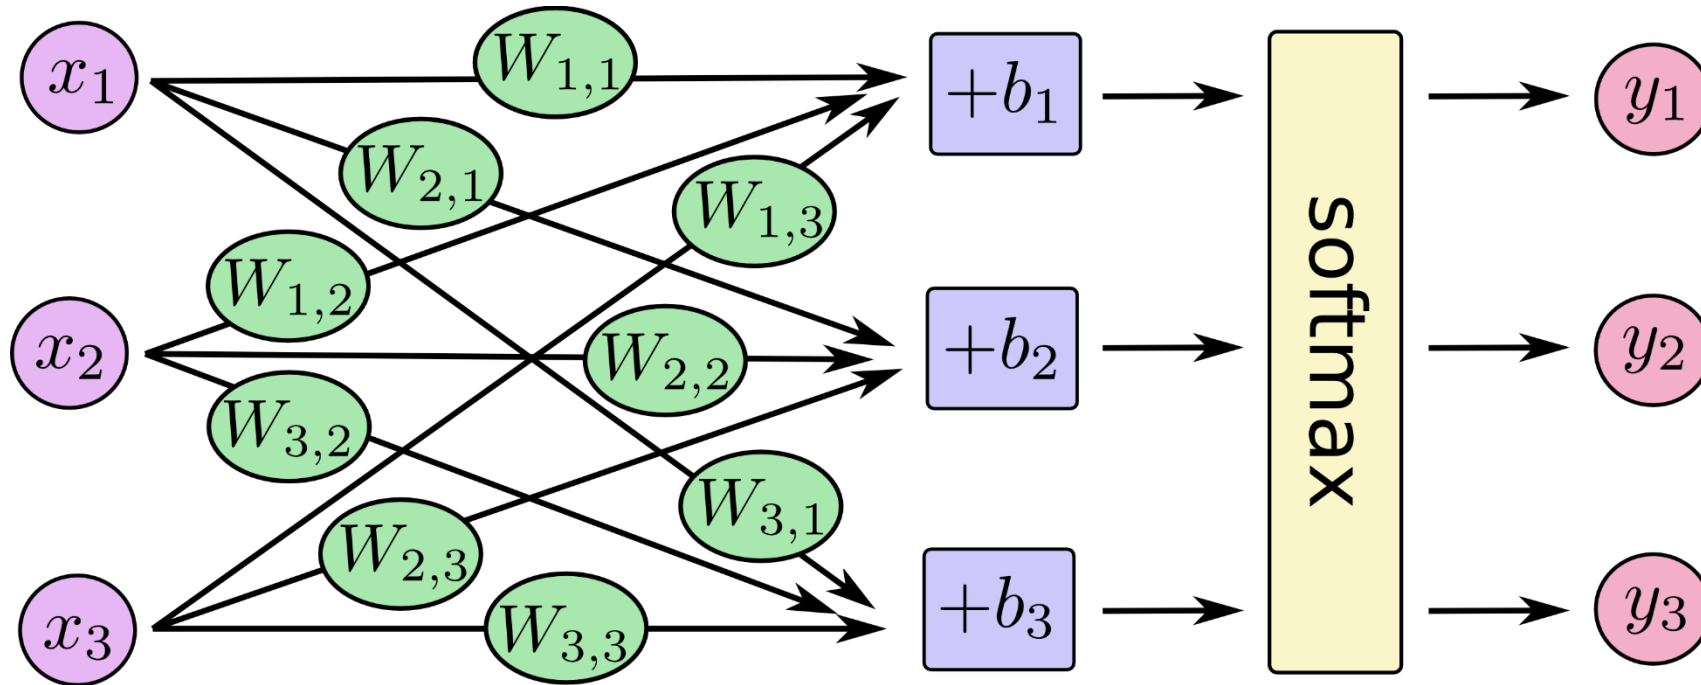 x₁ W₁,₁ +b₁ y₁
W₂,₁ W₁,₃
W₁,₂
x₂ W₂,₂ +b₂ softmax y₂
W₃,₂
W₂,₃ W₃,₁
x₃ W₃,₃ +b₃ y₃